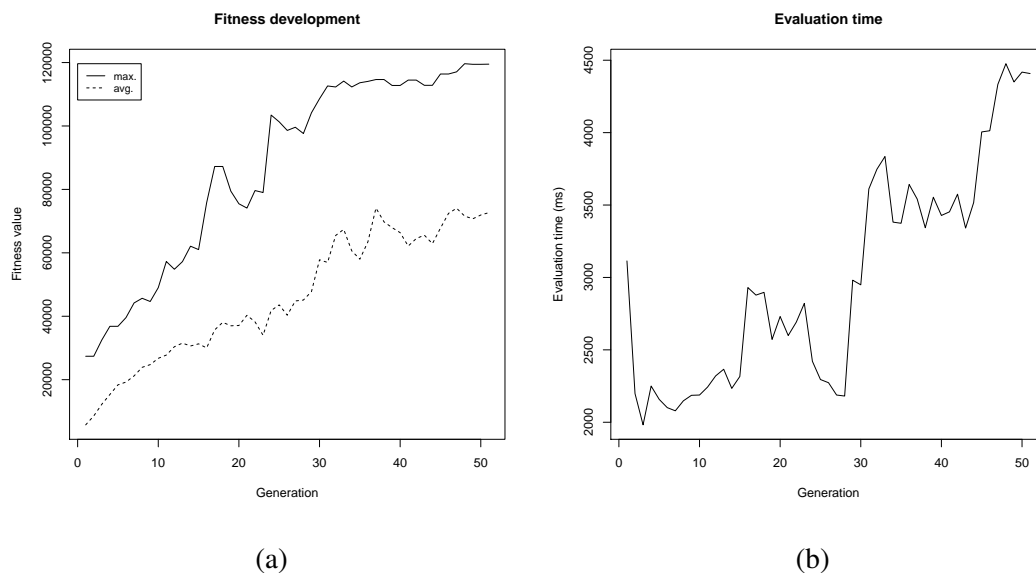 Fitness development
120000
100000
80000
60000
40000
20000
Fitness value
max.
avg.
0 10 20 30 40 50
Generation
(a)
Evaluation time
4500
4000
3500
3000
2500
2000
Evaluation time (ms)
0 10 20 30 40 50
Generation
(b)